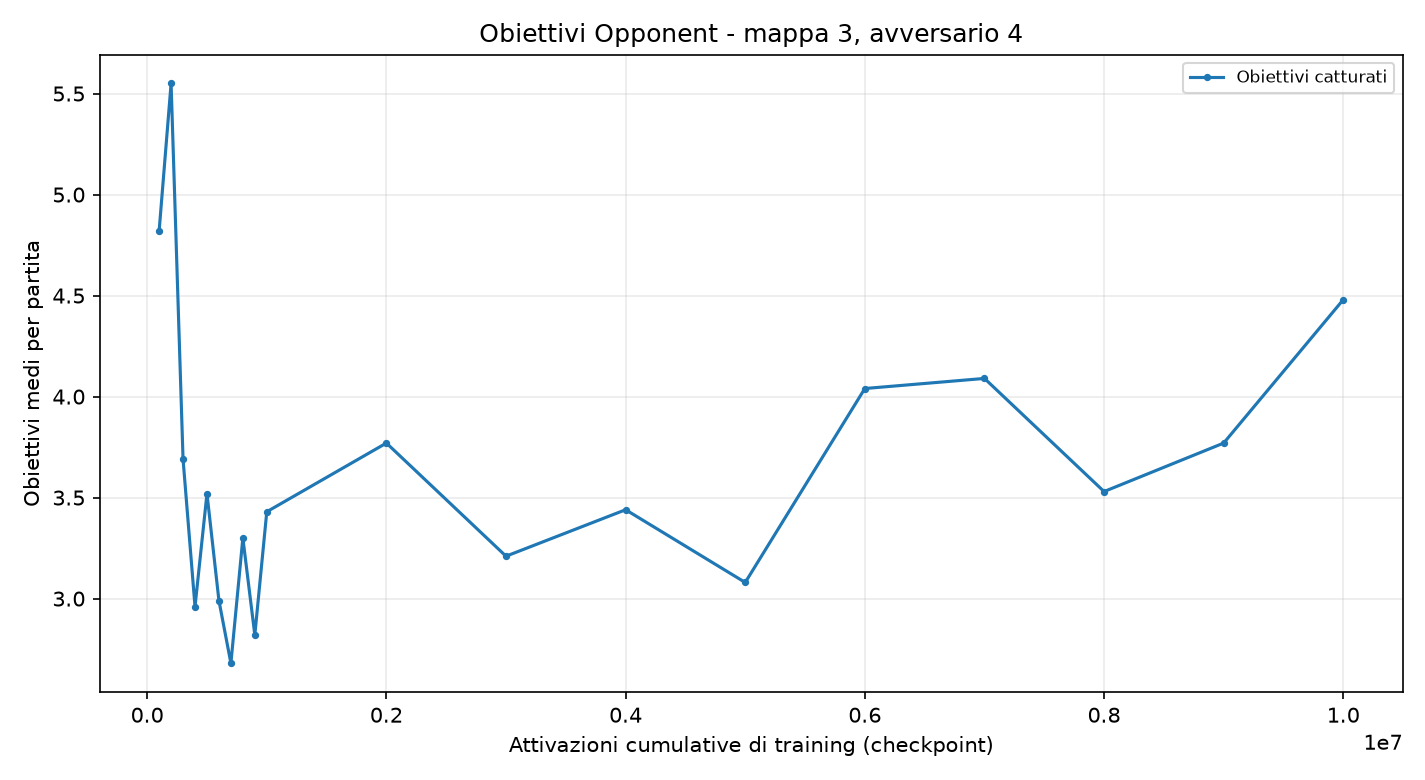 Obiettivi Opponent - mappa 3, avversario 4
Obiettivi catturati
Obiettivi medi per partita
5.5
5.0
4.5
4.0
3.5
3.0
0.0 0.2 0.4 0.6 0.8 1.0
1e7
Attivazioni cumulative di training (checkpoint)